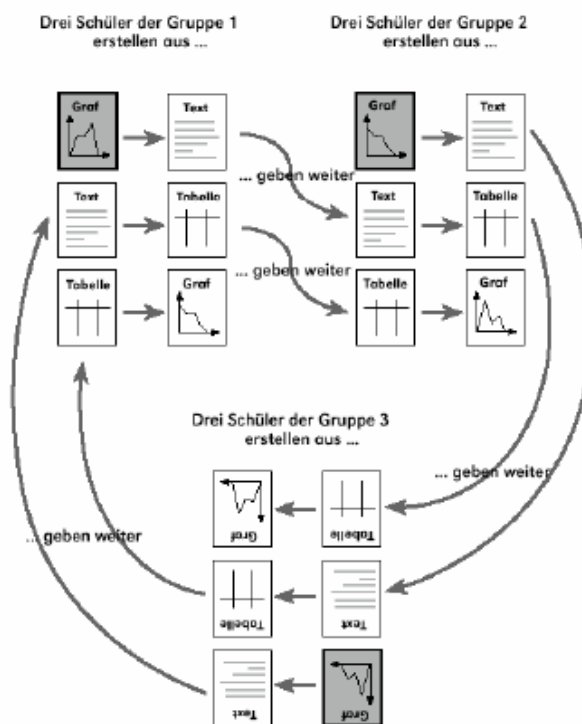 Drei Schüler der Gruppe 1
erstellen aus ...
Drei Schüler der Gruppe 2
erstellen aus ...
Graf
Text
Graf
Text
... geben weiter
Text
Tabelle
Text
Tabelle
... geben weiter
Tabelle
Graf
Tabelle
Graf
Drei Schüler der Gruppe 3
erstellen aus ...
... geben weiter
Graf
Tabelle
... geben weiter
Tabelle
Text
Text
Graf